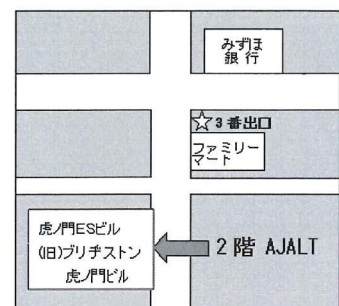 みずほ
銀行
☆3番出口
ファミリー
マート
虎ノ門ESビル
(旧)ブリヂストン
虎ノ門ビル
2階 AJALT